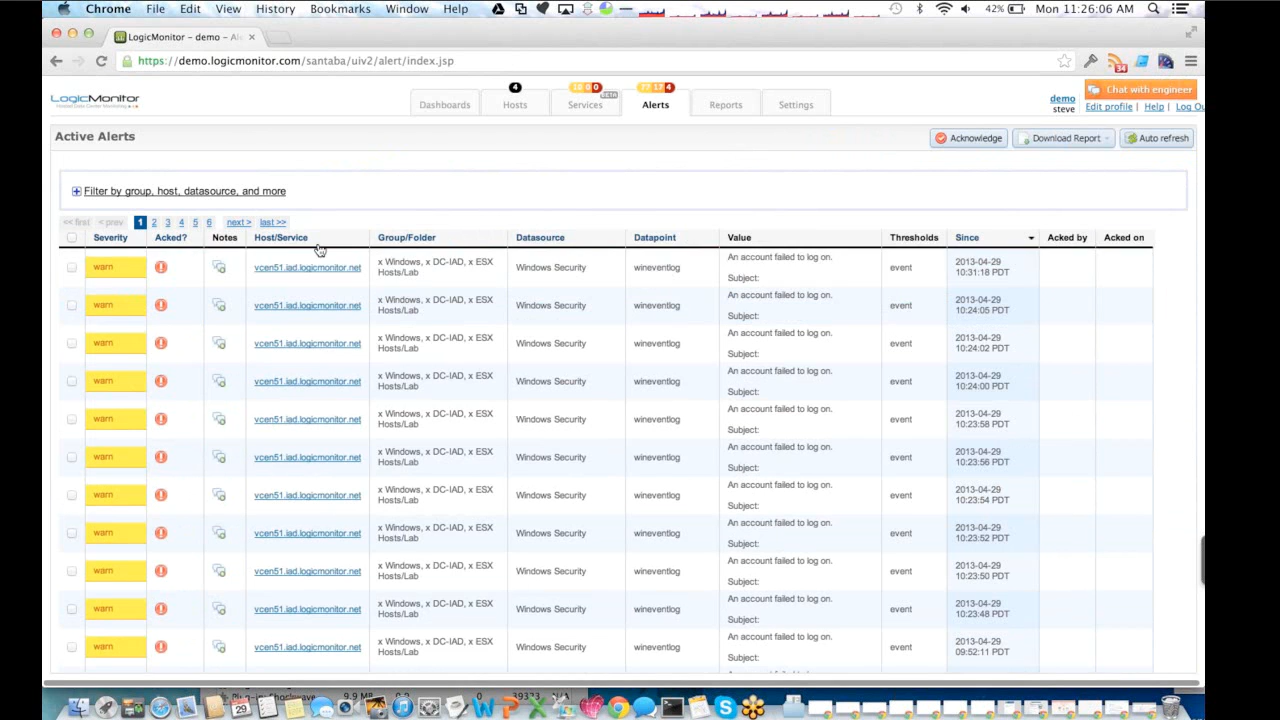 Chrome File Edit View History Bookmarks Window Help 42% Mon 11:26:06 AM
LogicMonitor – demo – Al
https://demo.logicmonitor.com/santaba/uiv2/alert/index.jsp
34
LogicMonitor
Dashboards
4
Hosts
Services
BETA
Alerts
Reports
Settings
demo
steve
Chat with engineer
Edit profile | Help | Log Ou
Active Alerts
Acknowledge
Download Report
Auto refresh
Filter by group, host, datasource, and more
<< first < prev 1 2 3 4 5 6 next > last >>
Severity Acked? Notes Host/Service Group/Folder Datasource Datapoint Value Thresholds Since Acked by Acked on
warn vcen51.iad.logicmonitor.net x Windows, x DC-IAD, x ESX Hosts/Lab Windows Security wineventlog An account failed to log on. Subject: event 2013-04-29 10:31:18 PDT
warn vcen51.iad.logicmonitor.net x Windows, x DC-IAD, x ESX Hosts/Lab Windows Security wineventlog An account failed to log on. Subject: event 2013-04-29 10:24:05 PDT
warn vcen51.iad.logicmonitor.net x Windows, x DC-IAD, x ESX Hosts/Lab Windows Security wineventlog An account failed to log on. Subject: event 2013-04-29 10:24:02 PDT
warn vcen51.iad.logicmonitor.net x Windows, x DC-IAD, x ESX Hosts/Lab Windows Security wineventlog An account failed to log on. Subject: event 2013-04-29 10:24:00 PDT
warn vcen51.iad.logicmonitor.net x Windows, x DC-IAD, x ESX Hosts/Lab Windows Security wineventlog An account failed to log on. Subject: event 2013-04-29 10:23:58 PDT
warn vcen51.iad.logicmonitor.net x Windows, x DC-IAD, x ESX Hosts/Lab Windows Security wineventlog An account failed to log on. Subject: event 2013-04-29 10:23:56 PDT
warn vcen51.iad.logicmonitor.net x Windows, x DC-IAD, x ESX Hosts/Lab Windows Security wineventlog An account failed to log on. Subject: event 2013-04-29 10:23:54 PDT
warn vcen51.iad.logicmonitor.net x Windows, x DC-IAD, x ESX Hosts/Lab Windows Security wineventlog An account failed to log on. Subject: event 2013-04-29 10:23:52 PDT
warn vcen51.iad.logicmonitor.net x Windows, x DC-IAD, x ESX Hosts/Lab Windows Security wineventlog An account failed to log on. Subject: event 2013-04-29 10:23:50 PDT
warn vcen51.iad.logicmonitor.net x Windows, x DC-IAD, x ESX Hosts/Lab Windows Security wineventlog An account failed to log on. Subject: event 2013-04-29 10:23:48 PDT
warn vcen51.iad.logicmonitor.net x Windows, x DC-IAD, x ESX Hosts/Lab Windows Security wineventlog An account failed to log on. Subject: event 2013-04-29 09:52:11 PDT